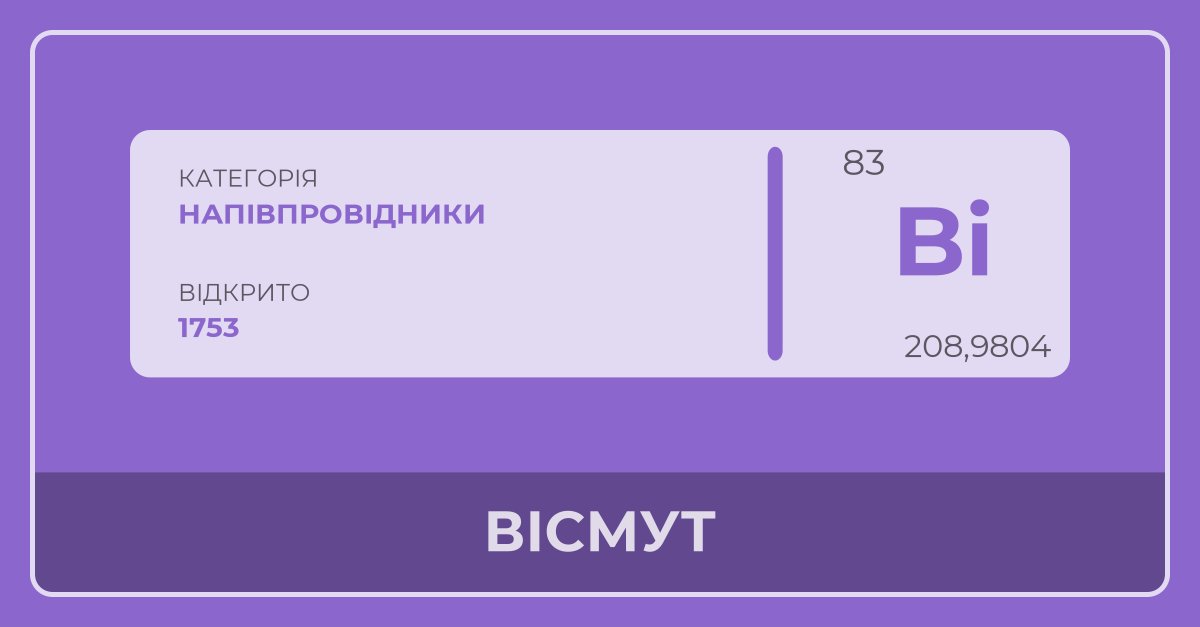 КАТЕГОРІЯ
НАПІВПРОВІДНИКИ
ВІДКРИТО
1753
83
Bi
208,9804
ВІСМУТ